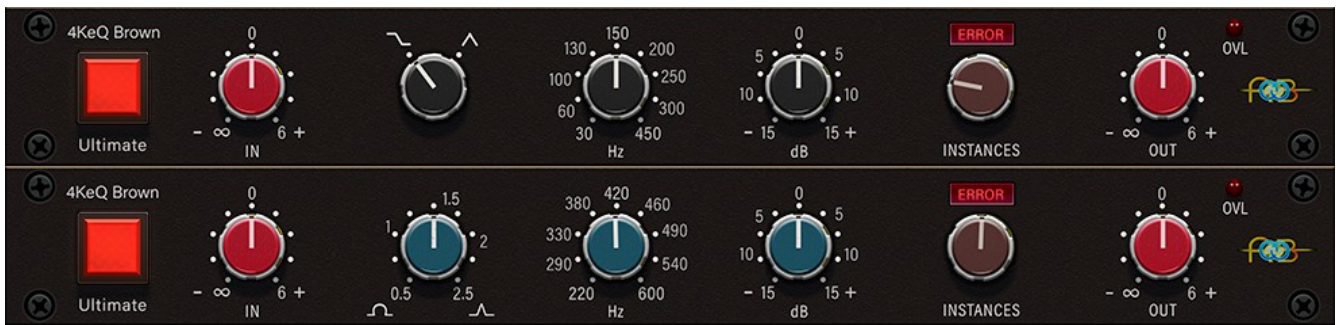 4KeQ Brown
0
150
0
ERROR
0
OVL
130
200
5
5
100
250
10
10
60
300
- ∞
6 +
30
450
- 15
15 +
- ∞
6 +
Ultimate
IN
Hz
dB
INSTANCES
OUT
4KeQ Brown
0
1.5
420
0
ERROR
0
OVL
380
460
5
5
1
2
330
490
10
10
290
540
- ∞
6 +
0.5
2.5
220
600
- 15
15 +
- ∞
6 +
Ultimate
IN
Hz
dB
INSTANCES
OUT